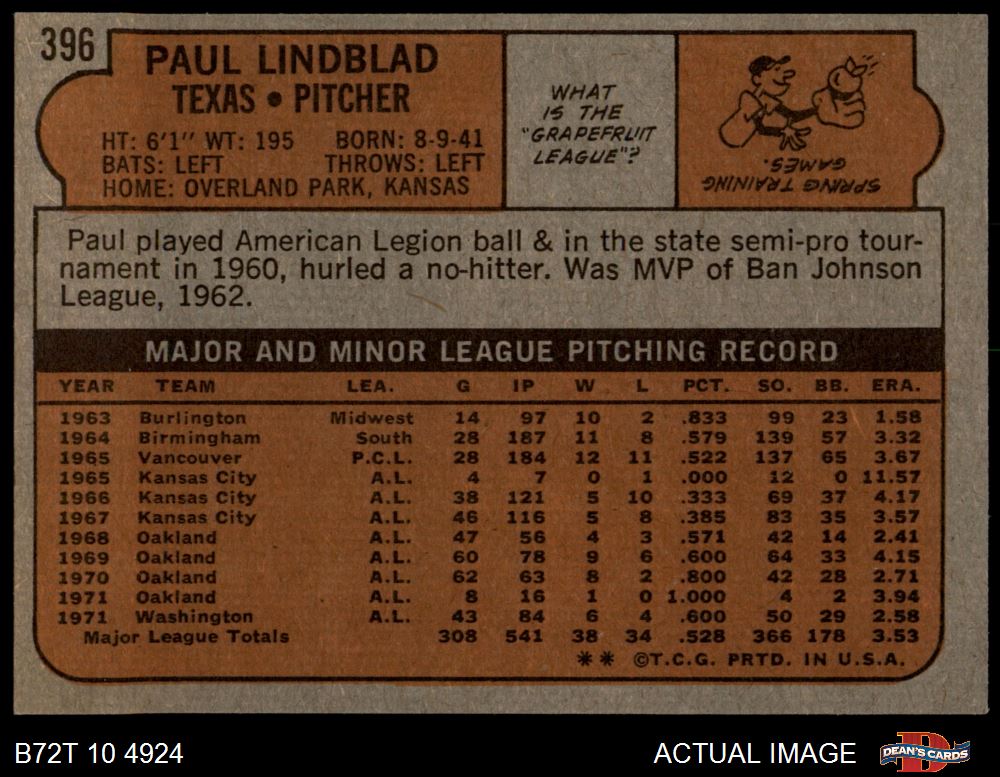 396
PAUL LINDBLAD
TEXAS • PITCHER
HT: 6'1" WT: 195 BORN: 8-9-41
BATS: LEFT THROWS: LEFT
HOME: OVERLAND PARK, KANSAS
WHAT
IS THE
"GRAPEFRUIT
LEAGUE"?
SPRING TRAINING
GAMES.
Paul played American Legion ball & in the state semi-pro tour-
nament in 1960, hurled a no-hitter. Was MVP of Ban Johnson
League, 1962.
MAJOR AND MINOR LEAGUE PITCHING RECORD
YEAR TEAM LEA. G IP W L PCT. SO. BB. ERA.
1963 Burlington Midwest 14 97 10 2 .833 99 23 1.58
1964 Birmingham South 28 187 11 8 .579 139 57 3.32
1965 Vancouver P.C.L. 28 184 12 11 .522 137 65 3.67
1965 Kansas City A.L. 4 7 0 1 .000 12 0 11.57
1966 Kansas City A.L. 38 121 5 10 .333 69 37 4.17
1967 Kansas City A.L. 46 116 5 8 .385 83 35 3.57
1968 Oakland A.L. 47 56 4 3 .571 42 14 2.41
1969 Oakland A.L. 60 78 9 6 .600 64 33 4.15
1970 Oakland A.L. 62 63 8 2 .800 42 28 2.71
1971 Oakland A.L. 8 16 1 0 1.000 4 2 3.94
1971 Washington A.L. 43 84 6 4 .600 50 29 2.58
Major League Totals 308 541 38 34 .528 366 178 3.53
** ©T.C.G. PRTD. IN U.S.A.
B72T 10 4924
ACTUAL IMAGE
DEAN'S CARDS